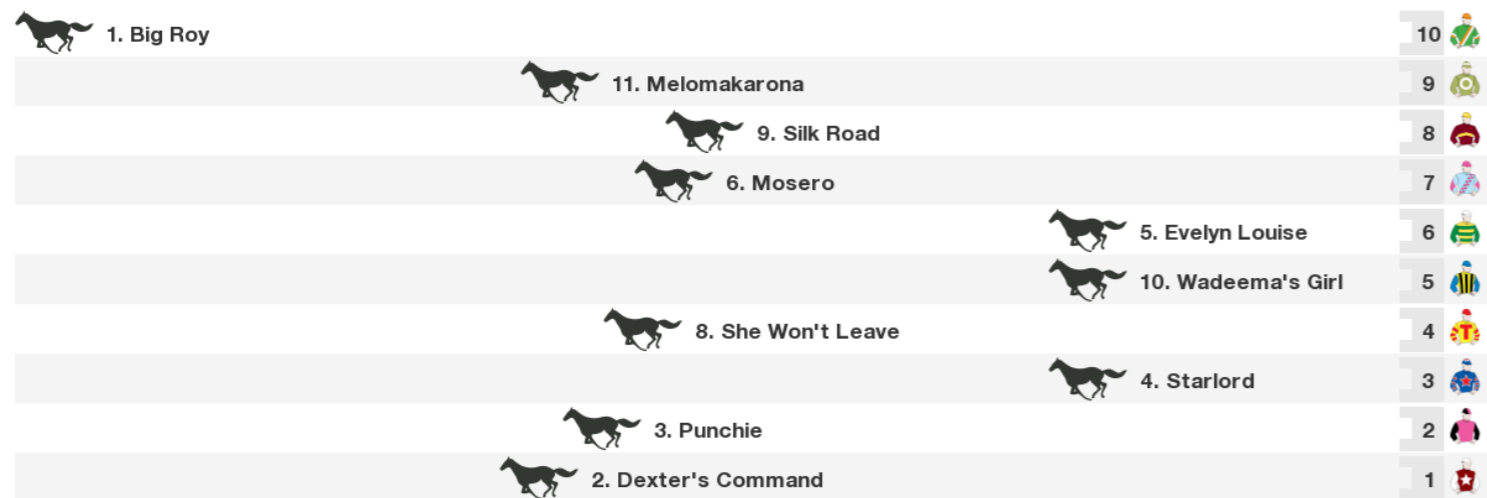 1. Big Roy 10
11. Melomakarona 9
9. Silk Road 8
6. Mosero 7
5. Evelyn Louise 6
10. Wadeema's Girl 5
8. She Won't Leave 4 T
4. Starlord 3
3. Punchie 2
2. Dexter's Command 1